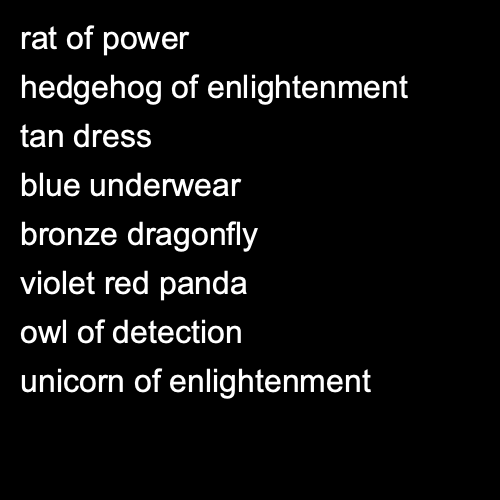 rat of power
hedgehog of enlightenment
tan dress
blue underwear
bronze dragonfly
violet red panda
owl of detection
unicorn of enlightenment